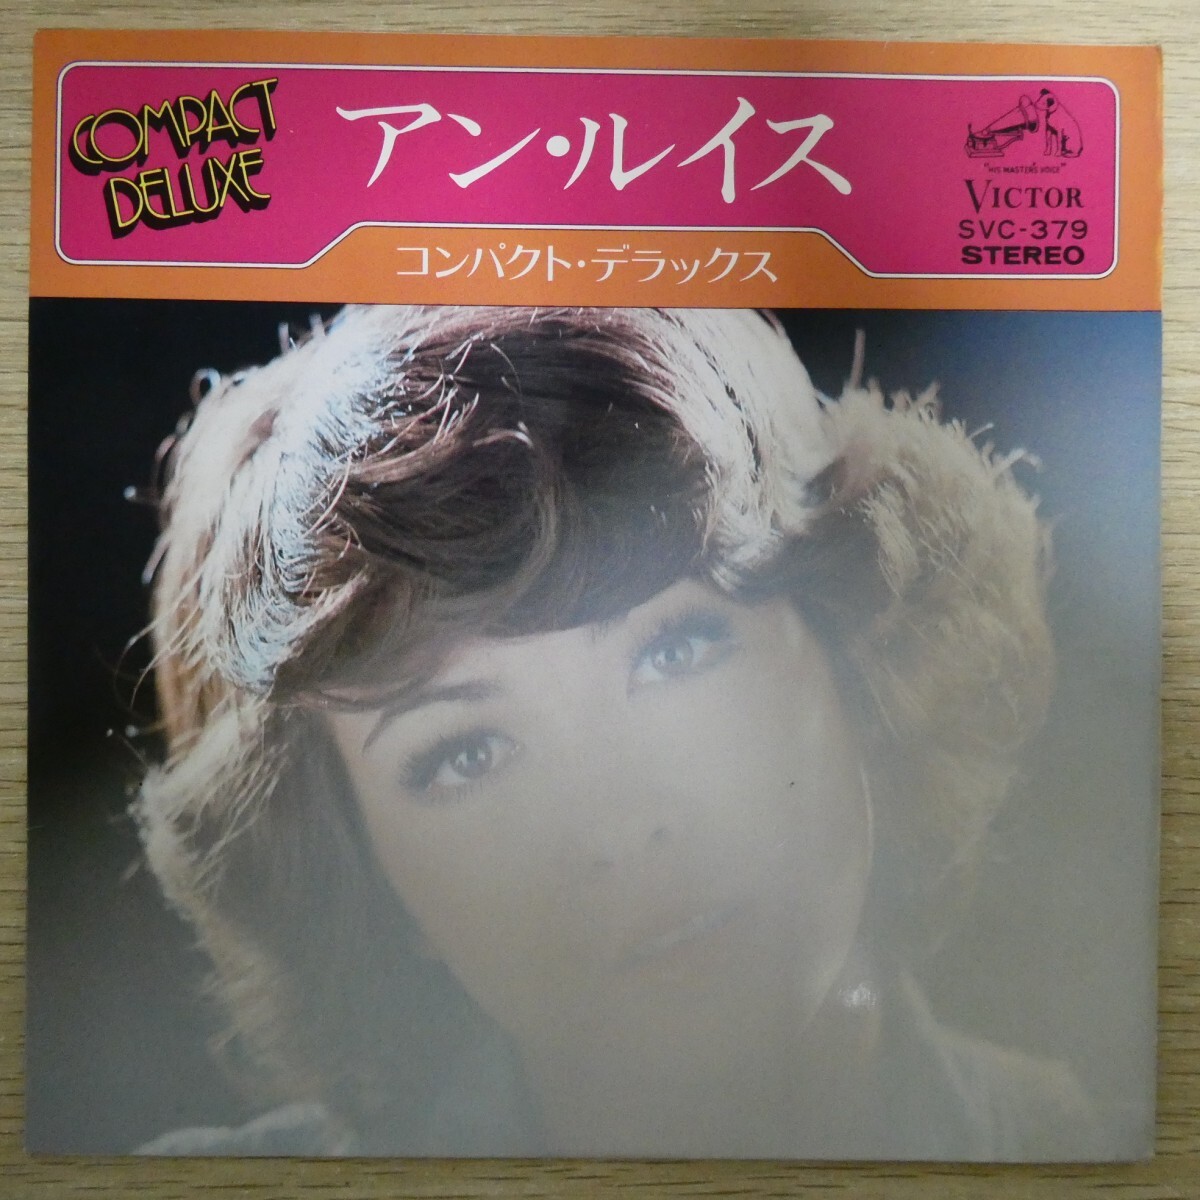 COMPACT
DELUXE
アン・ルイス
コンパクト・デラックス
"HIS MASTER'S VOICE"
VICTOR
SVC-379
STEREO